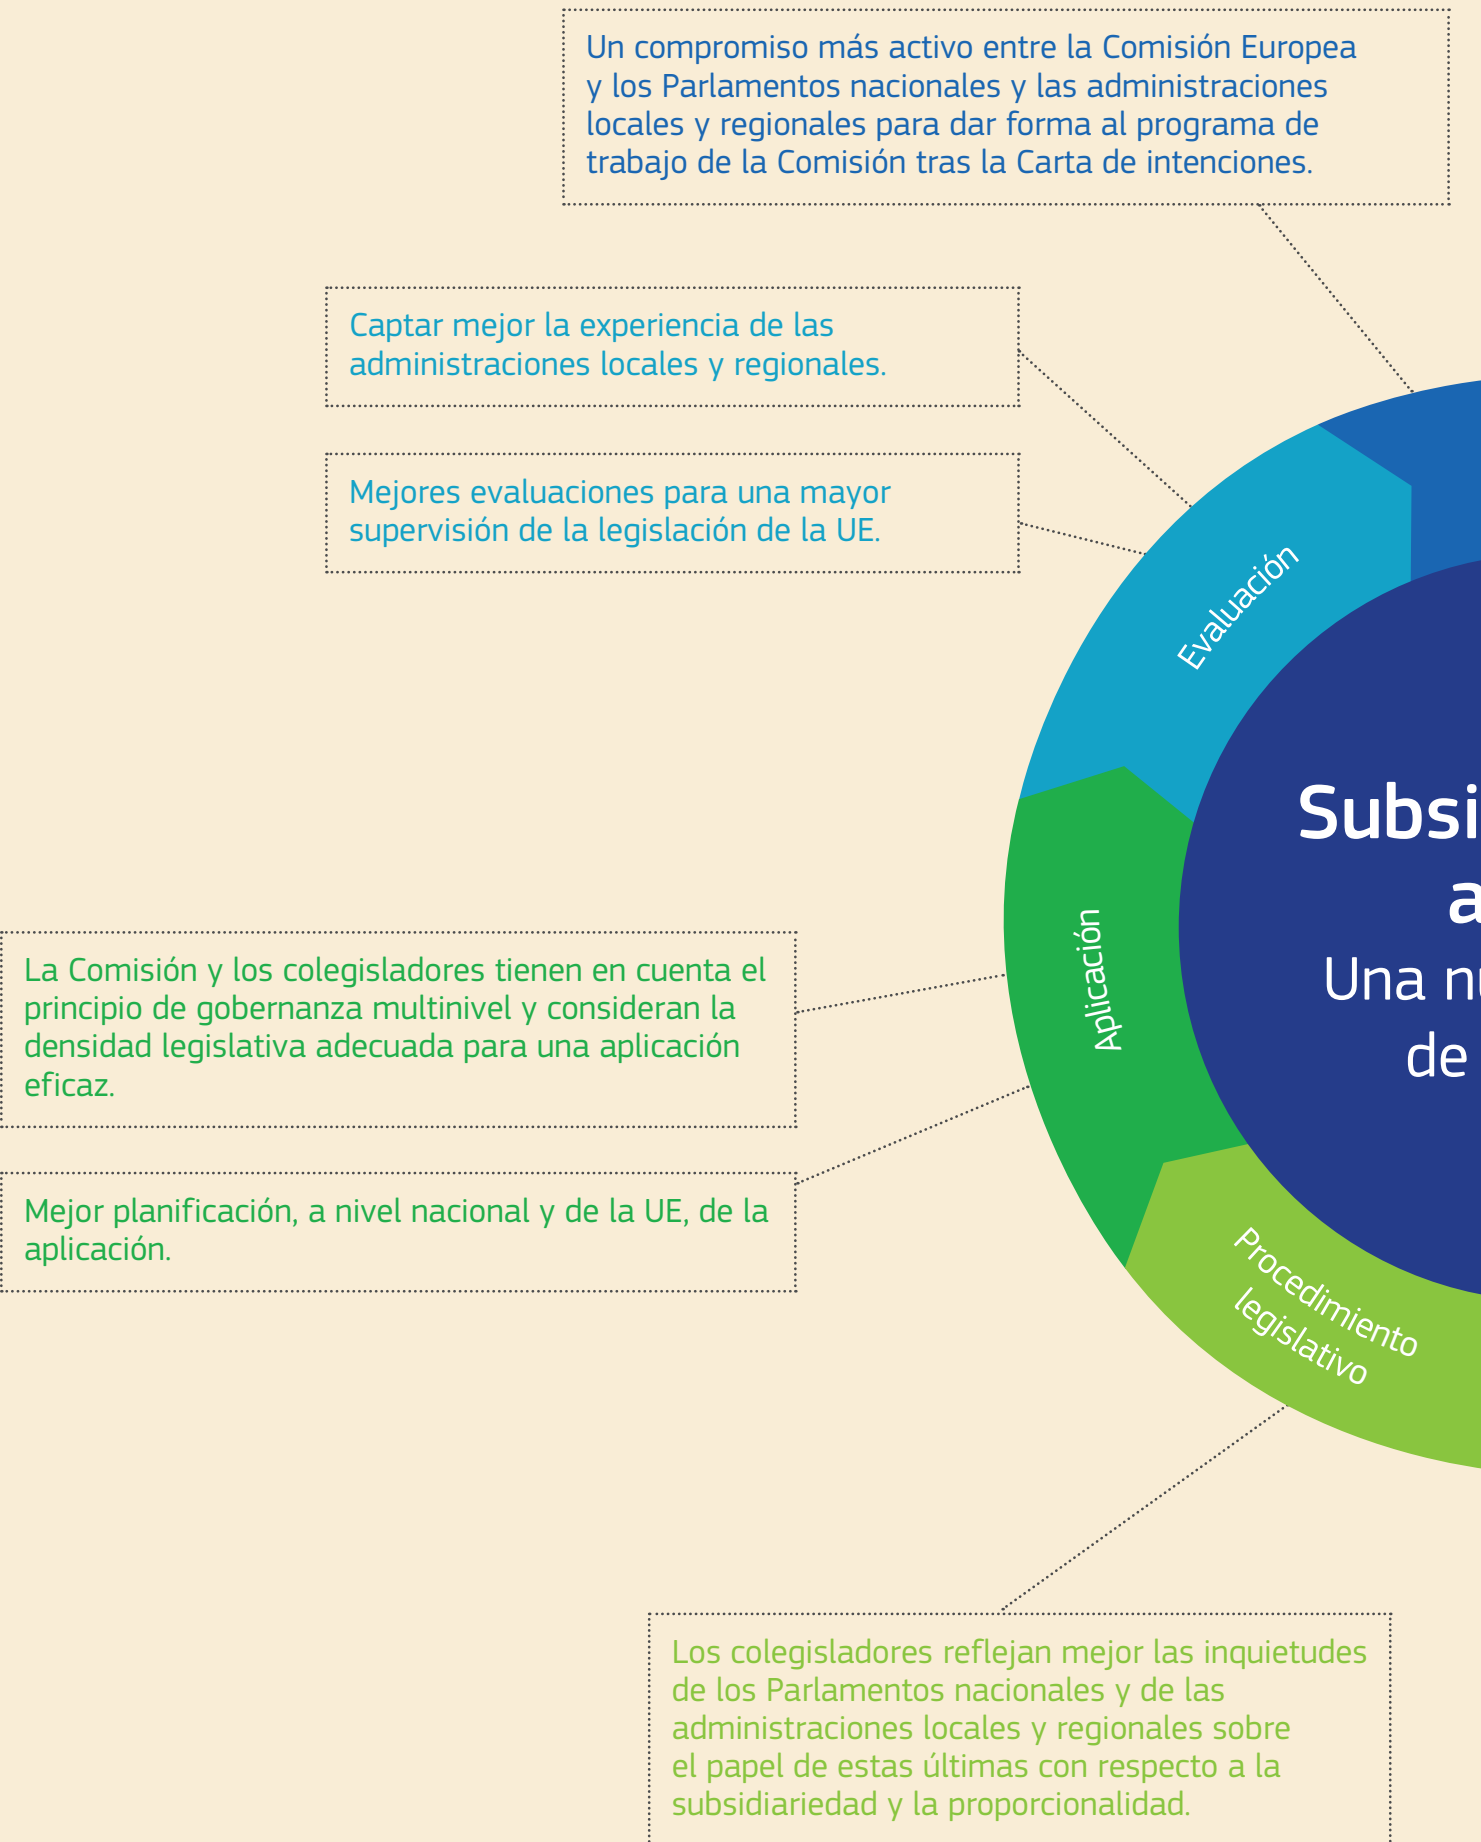 Un compromiso más activo entre la Comisión Europea
y los Parlamentos nacionales y las administraciones
locales y regionales para dar forma al programa de
trabajo de la Comisión tras la Carta de intenciones.
Captar mejor la experiencia de las
administraciones locales y regionales.
Mejores evaluaciones para una mayor
supervisión de la legislación de la UE.
Evaluación
Subsi
a
Una nu
de
Aplicación
La Comisión y los colegisladores tienen en cuenta el
principio de gobernanza multinivel y consideran la
densidad legislativa adecuada para una aplicación
eficaz.
Mejor planificación, a nivel nacional y de la UE, de la
aplicación.
Procedimiento
legislativo
Los colegisladores reflejan mejor las inquietudes
de los Parlamentos nacionales y de las
administraciones locales y regionales sobre
el papel de estas últimas con respecto a la
subsidiariedad y la proporcionalidad.